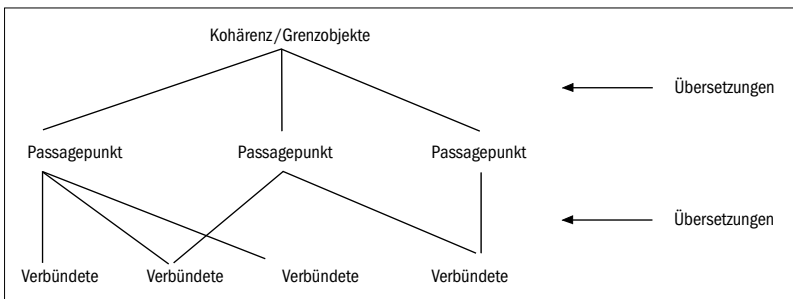 Kohärenz/Grenzobjekte
Übersetzungen
Passagepunkt Passagepunkt Passagepunkt
Übersetzungen
Verbündete Verbündete Verbündete Verbündete